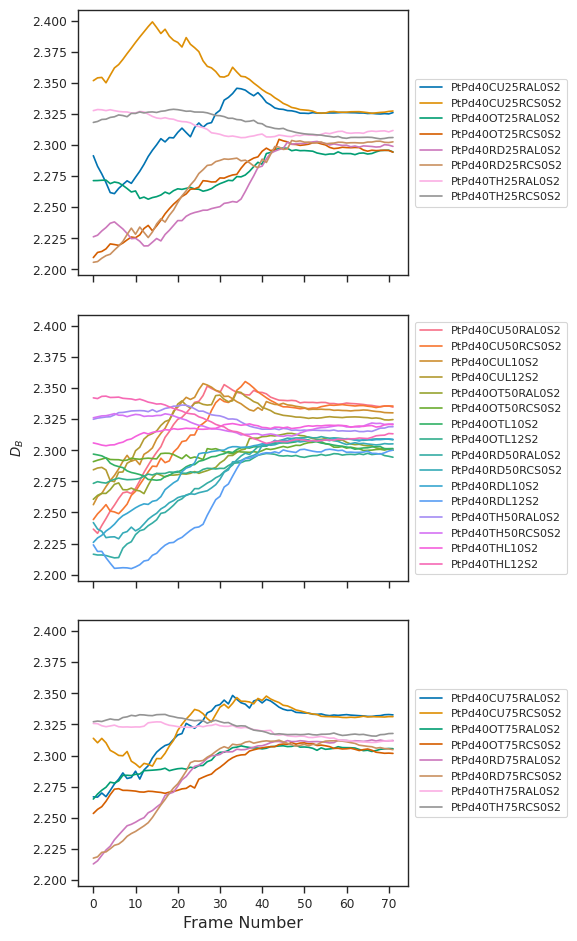 2.400
2.375
2.350
2.325
2.300
2.275
2.250
2.225
2.200
PtPd40CU25RAL0S2
PtPd40CU25RCS0S2
PtPd40OT25RAL0S2
PtPd40OT25RCS0S2
PtPd40RD25RAL0S2
PtPd40RD25RCS0S2
PtPd40TH25RAL0S2
PtPd40TH25RCS0S2
D_B
2.400
2.375
2.350
2.325
2.300
2.275
2.250
2.225
2.200
PtPd40CU50RAL0S2
PtPd40CU50RCS0S2
PtPd40CUL10S2
PtPd40CUL12S2
PtPd40OT50RAL0S2
PtPd40OT50RCS0S2
PtPd40OTL10S2
PtPd40OTL12S2
PtPd40RD50RAL0S2
PtPd40RD50RCS0S2
PtPd40RDL10S2
PtPd40RDL12S2
PtPd40TH50RAL0S2
PtPd40TH50RCS0S2
PtPd40THL10S2
PtPd40THL12S2
2.400
2.375
2.350
2.325
2.300
2.275
2.250
2.225
2.200
PtPd40CU75RAL0S2
PtPd40CU75RCS0S2
PtPd40OT75RAL0S2
PtPd40OT75RCS0S2
PtPd40RD75RAL0S2
PtPd40RD75RCS0S2
PtPd40TH75RAL0S2
PtPd40TH75RCS0S2
0 10 20 30 40 50 60 70
Frame Number